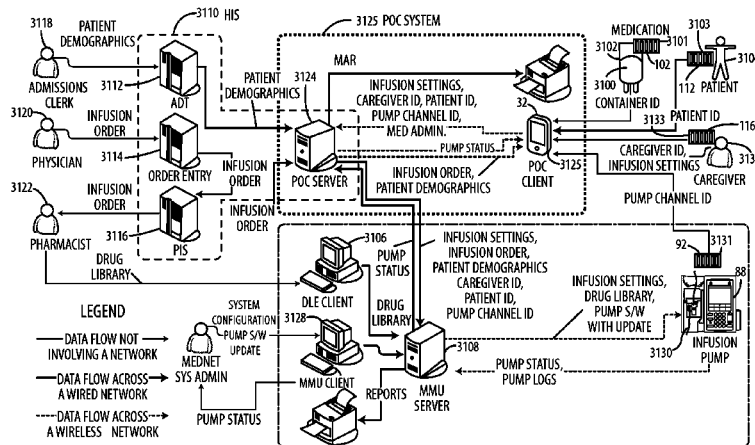 3118
PATIENT
DEMOGRAPHICS
ADMISSIONS
CLERK
3110 HIS
3112
ADT
3120
INFUSION
ORDER
PHYSICIAN
3114
ORDER ENTRY
INFUSION
ORDER
3122
INFUSION
ORDER
PHARMACIST
3116
PIS
INFUSION
ORDER
DRUG
LIBRARY
PATIENT
DEMOGRAPHICS
3125 POC SYSTEM
3124
MAR
POC SERVER
INFUSION SETTINGS,
CAREGIVER ID, PATIENT ID,
PUMP CHANNEL ID,
MED ADMIN.
PUMP STATUS
INFUSION ORDER,
PATIENT DEMOGRAPHICS
32
3125
POC
CLIENT
MEDICATION
3102
3101
3100
102
CONTAINER ID
3103
3104
112
PATIENT
PATIENT ID
3133
116
CAREGIVER ID,
INFUSION SETTINGS
313
CAREGIVER
PUMP CHANNEL ID
3106
DLE CLIENT
PUMP
STATUS
INFUSION SETTINGS,
INFUSION ORDER,
PATIENT DEMOGRAPHICS
CAREGIVER ID,
PATIENT ID,
PUMP CHANNEL ID
DRUG
LIBRARY
92
3131
88
INFUSION SETTINGS,
DRUG LIBRARY,
PUMP S/W
WITH UPDATE
3130
INFUSION
PUMP
PUMP STATUS,
PUMP LOGS
3108
MMU
SERVER
REPORTS
3128
MMU CLIENT
SYSTEM
CONFIGURATION
PUMP S/W
UPDATE
MEDNET
SYS ADMIN
PUMP STATUS
LEGEND
DATA FLOW NOT
INVOLVING A NETWORK
DATA FLOW ACROSS
A WIRED NETWORK
DATA FLOW ACROSS
A WIRELESS NETWORK